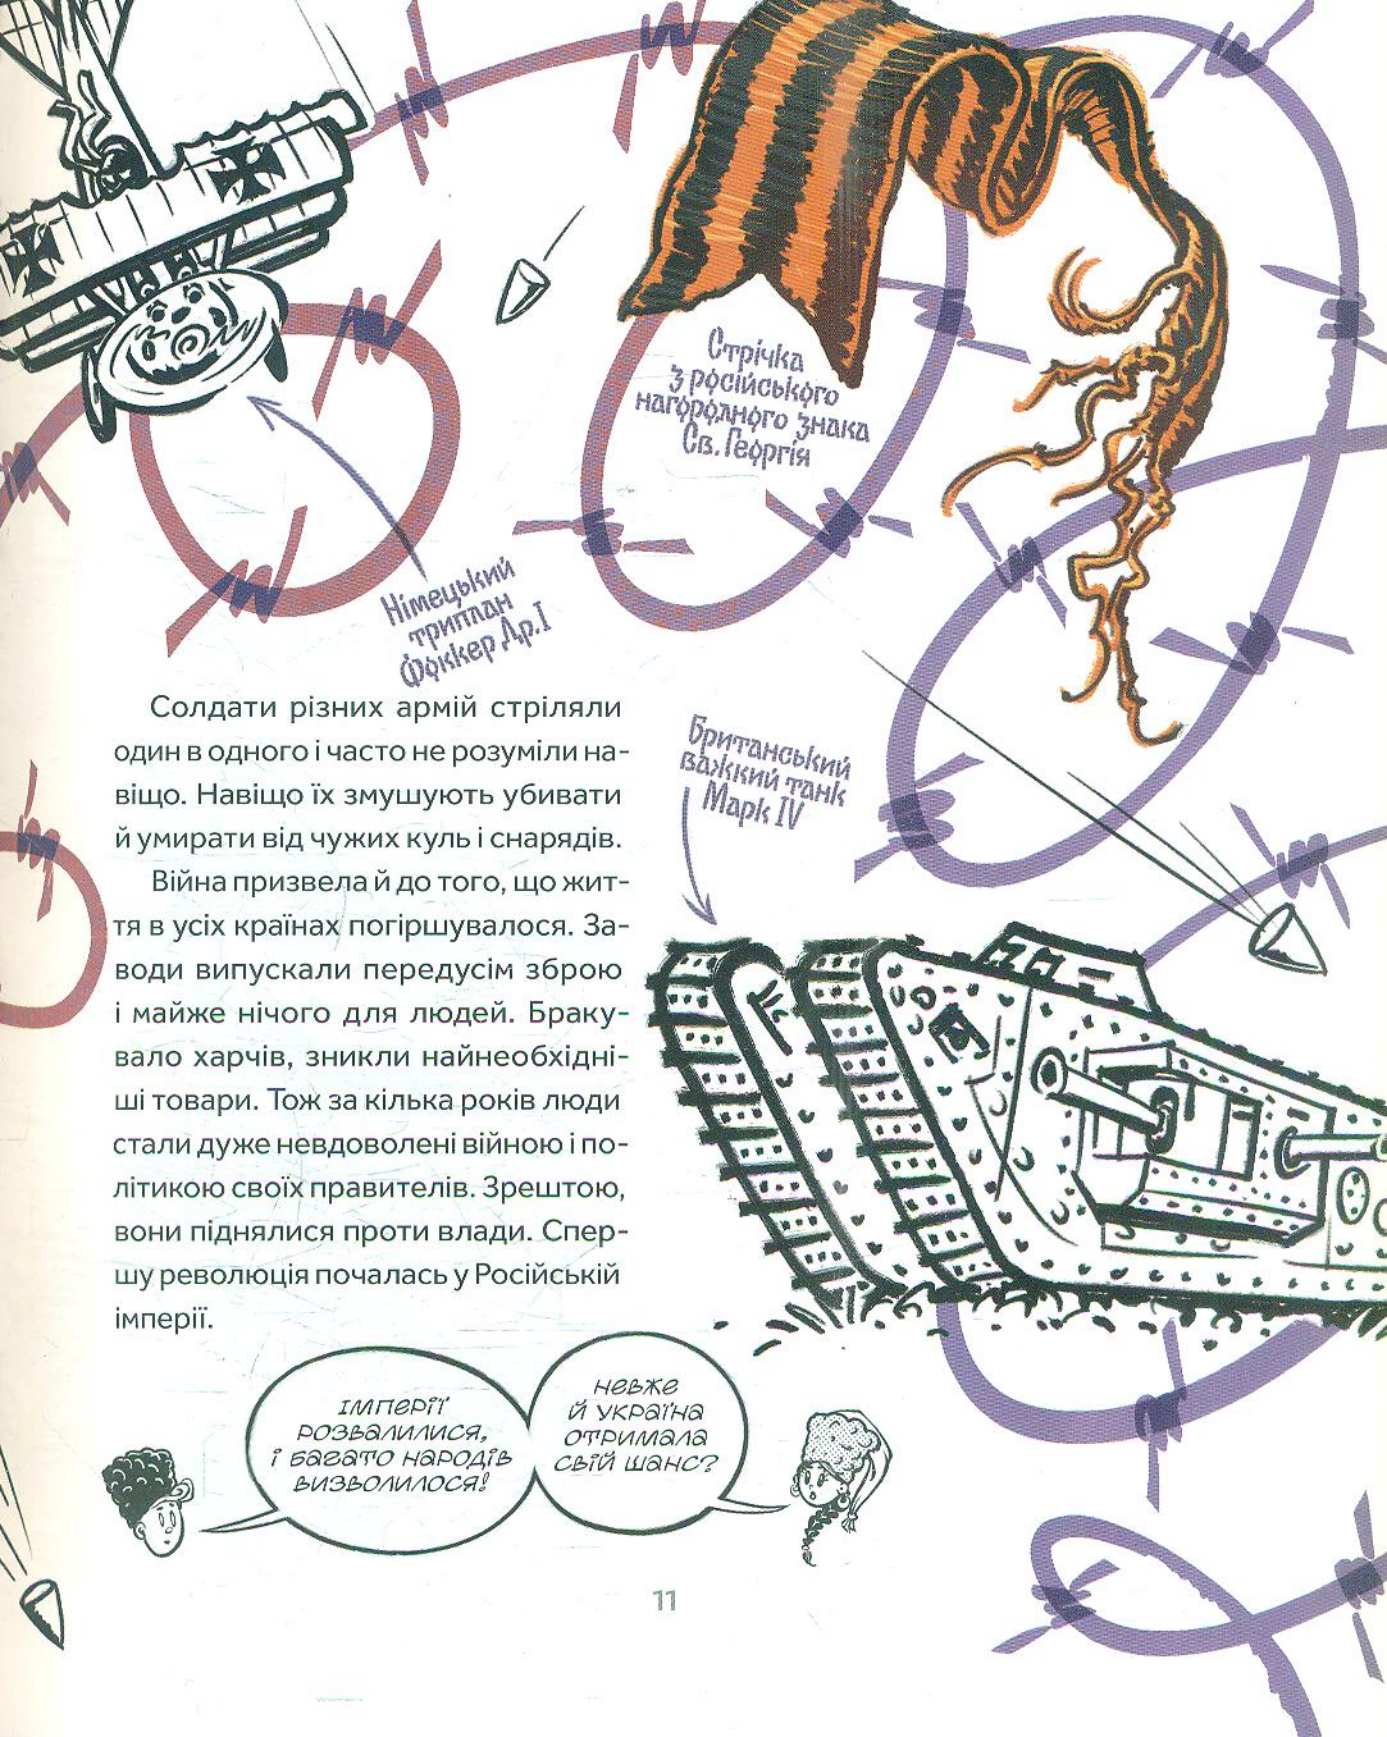 Стрічка
з російського
нагородного знака
Св. Георгія
Німецький
триплан
Фоккер Др.I
Британський
важкий танк
Марк IV
Солдати різних армій стріляли
один в одного і часто не розуміли на-
віщо. Навіщо їх змушують убивати
й умирати від чужих куль і снарядів.
Війна призвела й до того, що жит-
тя в усіх країнах погіршувалося. За-
води випускали передусім зброю
і майже нічого для людей. Браку-
вало харчів, зникли найнеобхідні-
ші товари. Тож за кілька років люди
стали дуже невдоволені війною і по-
літикою своїх правителів. Зрештою,
вони піднялися проти влади. Спер-
шу революція почалась у Російській
імперії.
Імперії
розвалилися,
і багато народів
визволилося!
Невже
й Україна
отримала
свій шанс?
11